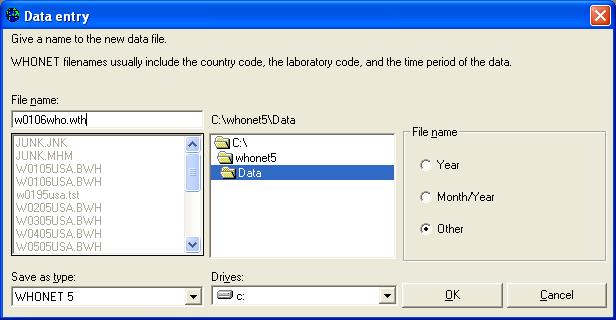 Data entry
Give a name to the new data file.
WHONET filenames usually include the country code, the laboratory code, and the time period of the data.
File name:
w0106who.wth
C:\whonet5\Data
JUNK.JNK
JUNK.MHM
W0105USA.BWH
W0106USA.BWH
w0195usa.tst
W0205USA.BWH
W0305USA.BWH
W0405USA.BWH
W0505USA.BWH
C:\
whonet5
Data
File name
Year
Month/Year
Other
Save as type:
WHONET 5
Drives:
c:
OK
Cancel